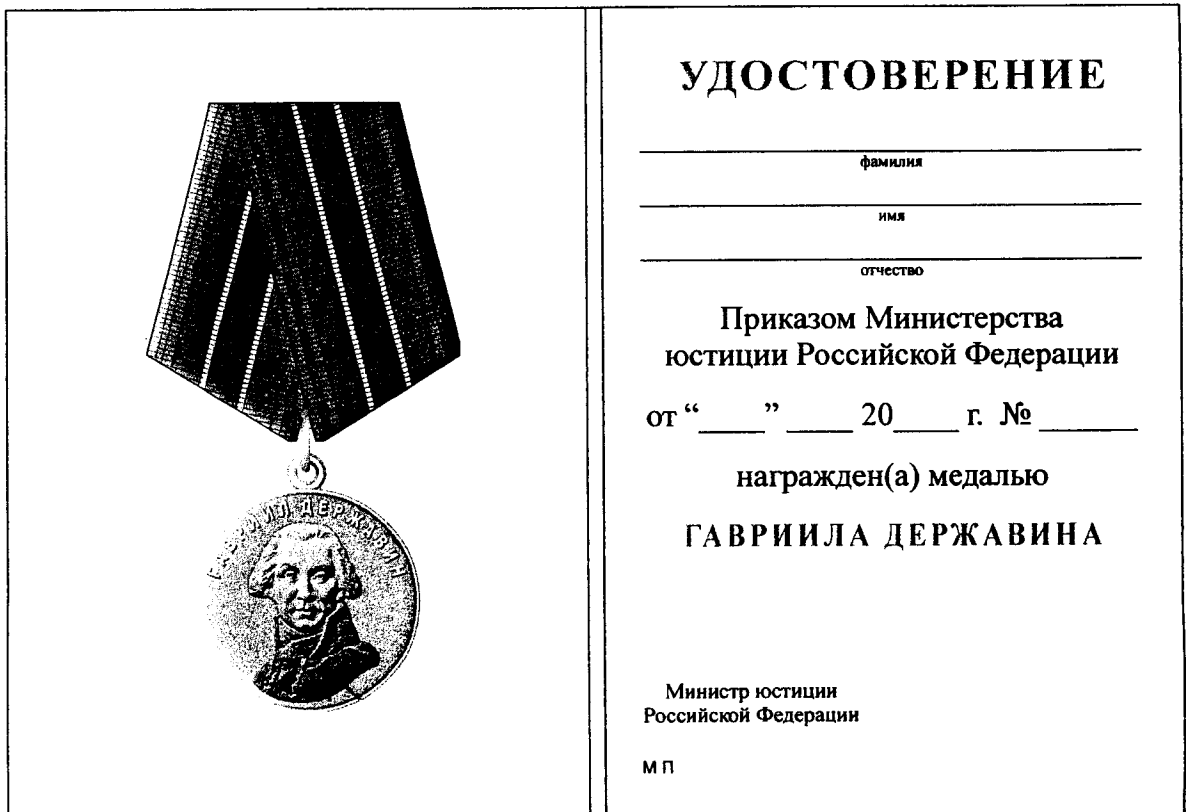 ГАВРИИЛ ДЕРЖАВИН
УДОСТОВЕРЕНИЕ
фамилия
имя
отчество
Приказом Министерства
юстиции Российской Федерации
от “____” ____ 20____ г. № ______
награжден(а) медалью
ГАВРИИЛА ДЕРЖАВИНА
Министр юстиции
Российской Федерации
М П